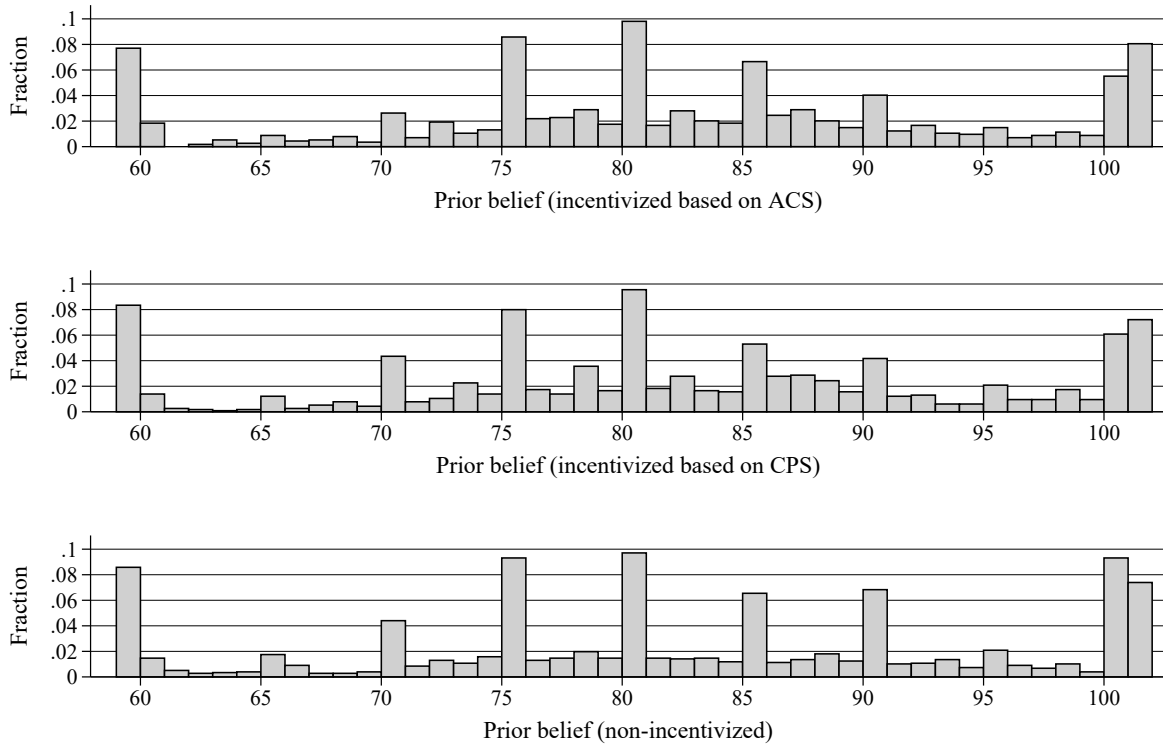 .1
.08
.06
.04
.02
0
Fraction
60 65 70 75 80 85 90 95 100
Prior belief (incentivized based on ACS)
.1
.08
.06
.04
.02
0
Fraction
60 65 70 75 80 85 90 95 100
Prior belief (incentivized based on CPS)
.1
.08
.06
.04
.02
0
Fraction
60 65 70 75 80 85 90 95 100
Prior belief (non-incentivized)